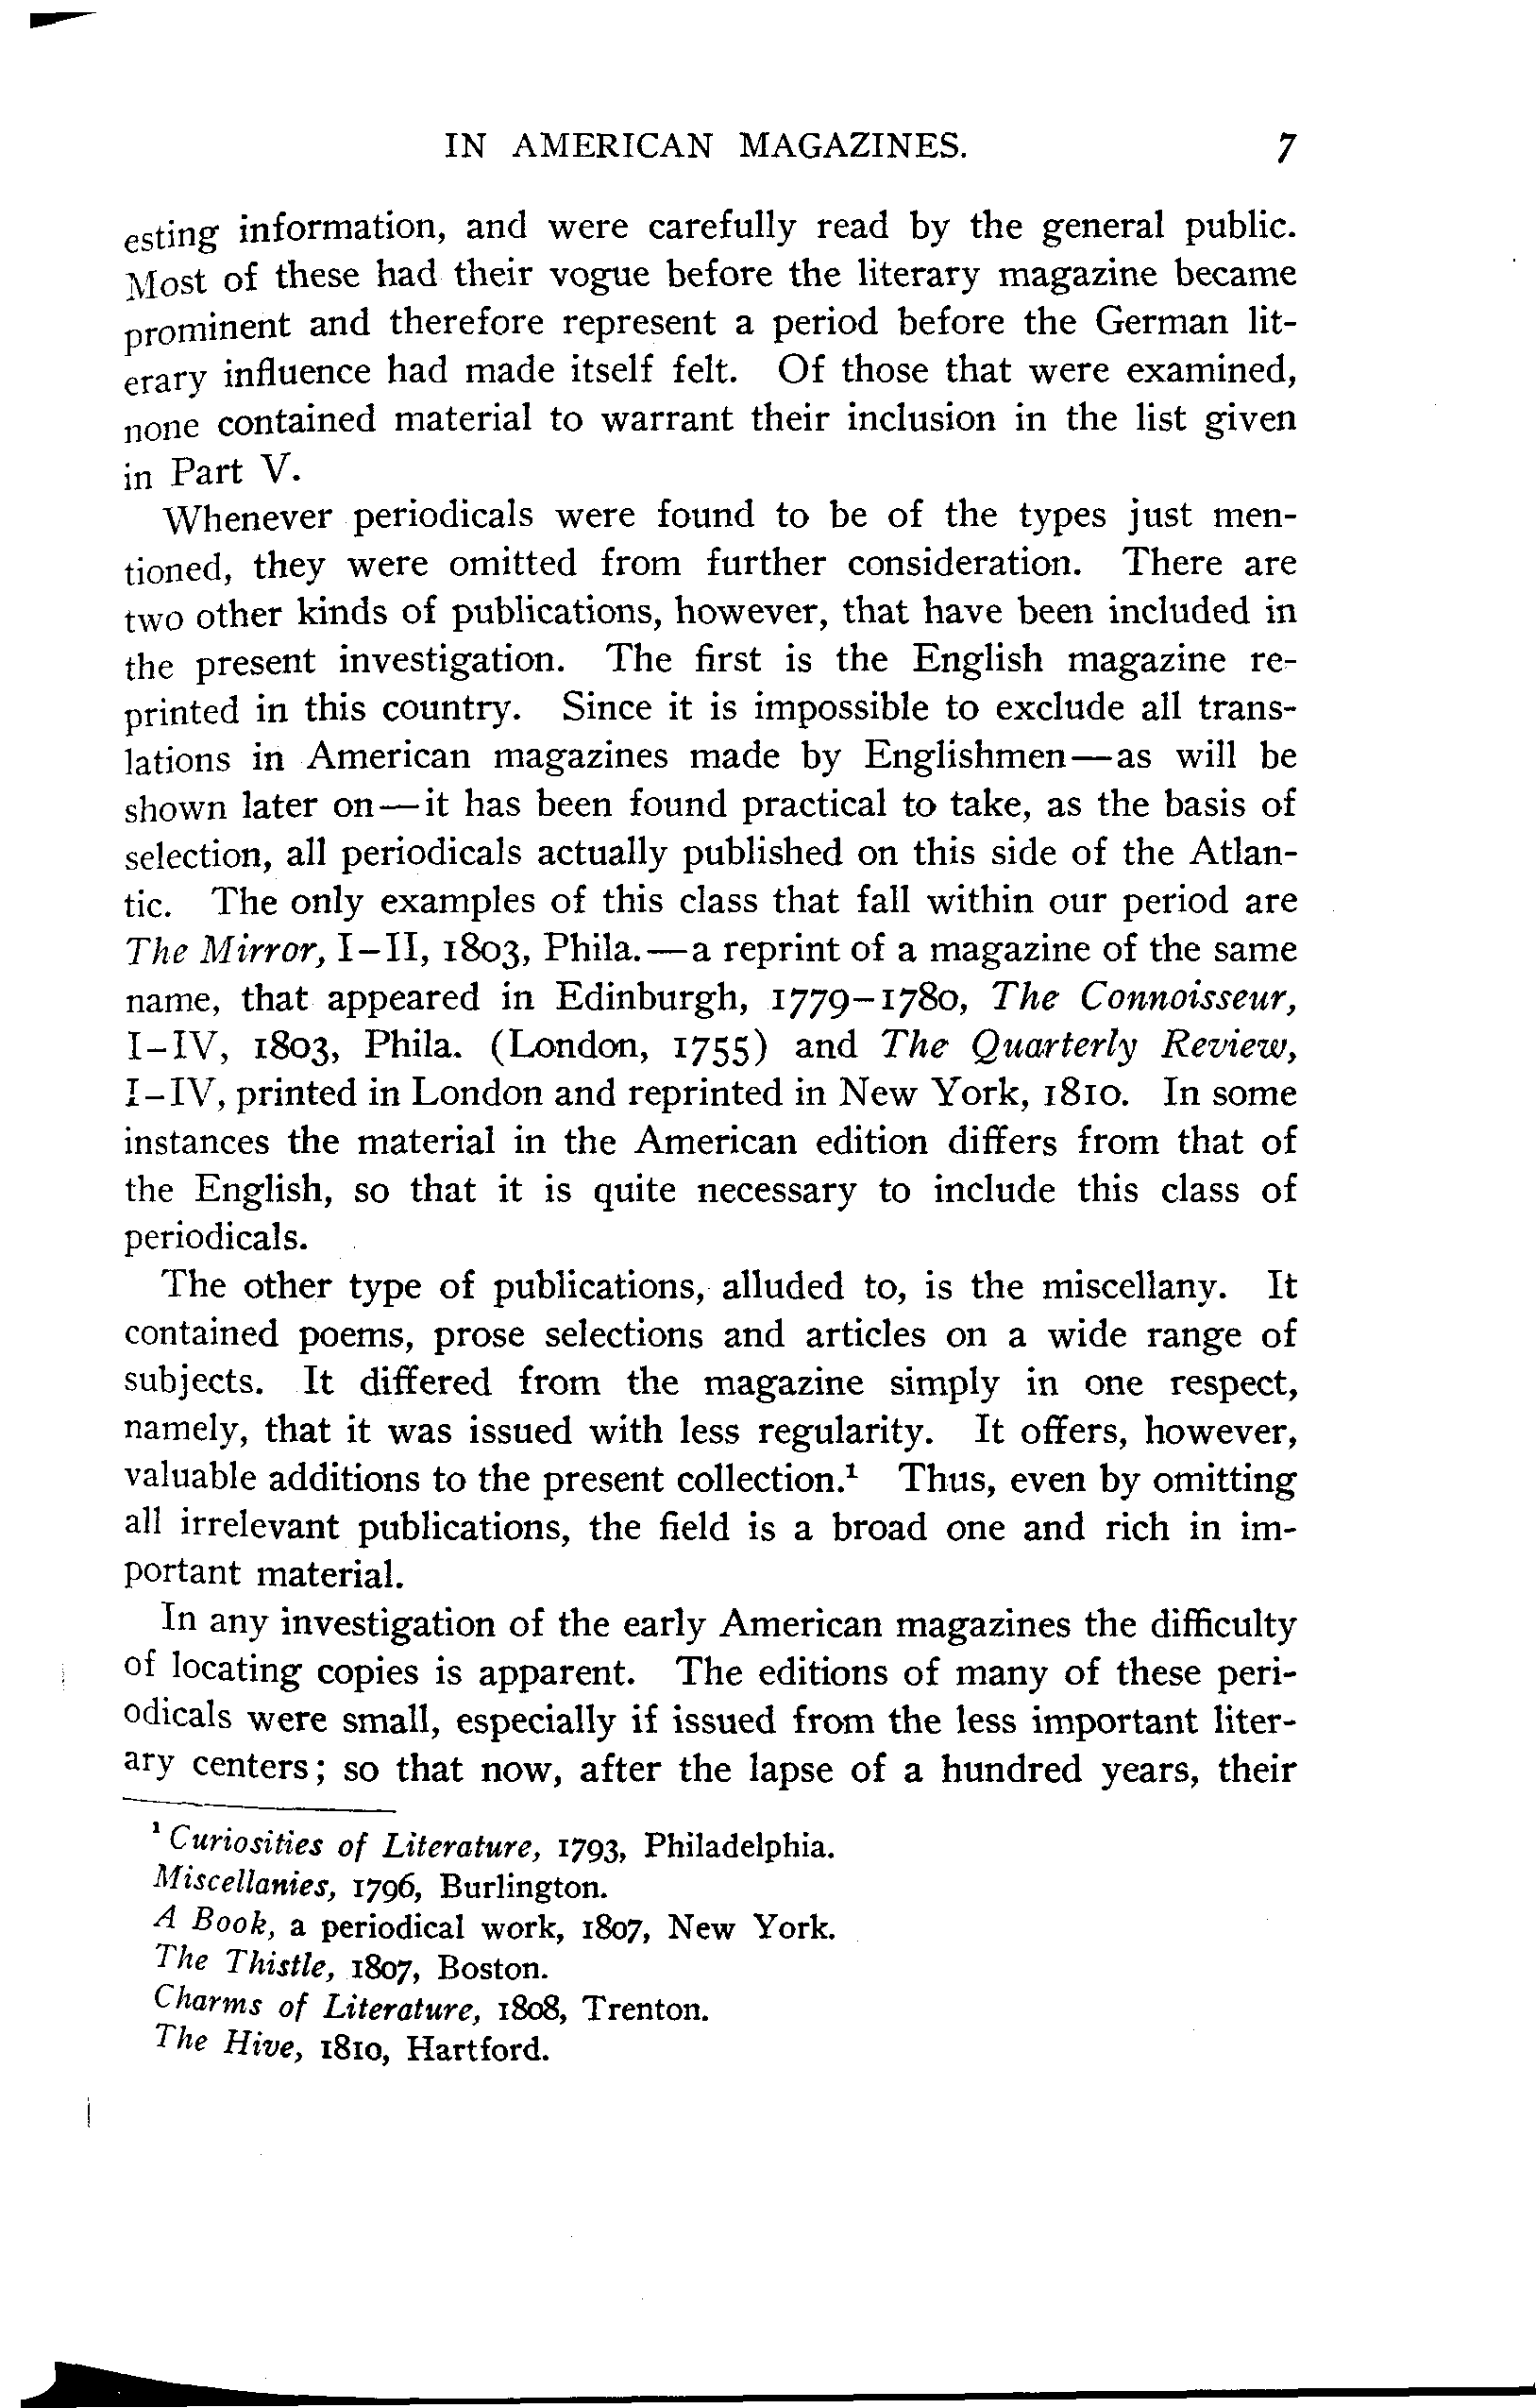 IN AMERICAN MAGAZINES. 7
esting information, and were carefully read by the general public.
Most of these had their vogue before the literary magazine became
prominent and therefore represent a period before the German lit-
erary influence had made itself felt. Of those that were examined,
none contained material to warrant their inclusion in the list given
in Part V.
Whenever periodicals were found to be of the types just men-
tioned, they were omitted from further consideration. There are
two other kinds of publications, however, that have been included in
the present investigation. The first is the English magazine re-
printed in this country. Since it is impossible to exclude all trans-
lations in American magazines made by Englishmen—as will be
shown later on—it has been found practical to take, as the basis of
selection, all periodicals actually published on this side of the Atlan-
tic. The only examples of this class that fall within our period are
The Mirror, I–II, 1803, Phila.—a reprint of a magazine of the same
name, that appeared in Edinburgh, 1779–1780, The Connoisseur,
I–IV, 1803, Phila. (London, 1755) and The Quarterly Review,
I–IV, printed in London and reprinted in New York, 1810. In some
instances the material in the American edition differs from that of
the English, so that it is quite necessary to include this class of
periodicals.
The other type of publications, alluded to, is the miscellany. It
contained poems, prose selections and articles on a wide range of
subjects. It differed from the magazine simply in one respect,
namely, that it was issued with less regularity. It offers, however,
valuable additions to the present collection.¹ Thus, even by omitting
all irrelevant publications, the field is a broad one and rich in im-
portant material.
In any investigation of the early American magazines the difficulty
of locating copies is apparent. The editions of many of these peri-
odicals were small, especially if issued from the less important liter-
ary centers; so that now, after the lapse of a hundred years, their
¹ Curiosities of Literature, 1793, Philadelphia.
Miscellanies, 1796, Burlington.
A Book, a periodical work, 1807, New York.
The Thistle, 1807, Boston.
Charms of Literature, 1808, Trenton.
The Hive, 1810, Hartford.